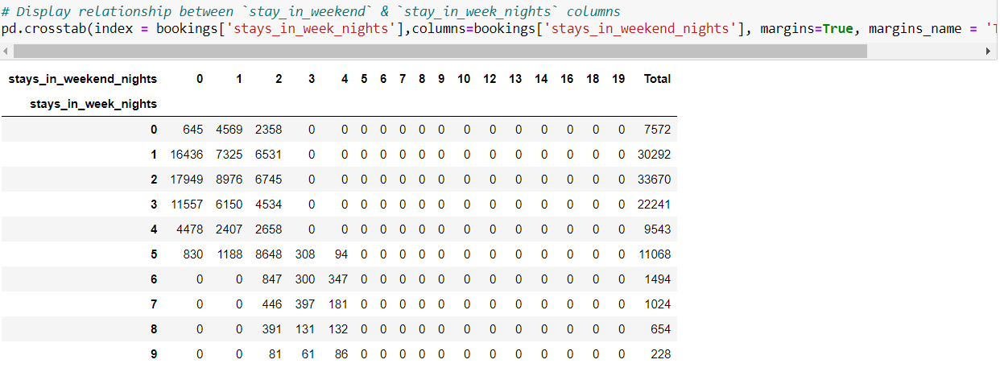 # Display relationship between `stay_in_weekend` & `stay_in_week_nights` columns
pd.crosstab(index = bookings['stays_in_week_nights'],columns=bookings['stays_in_weekend_nights'], margins=True, margins_name = '
stays_in_weekend_nights 0 1 2 3 4 5 6 7 8 9 10 12 13 14 16 18 19 Total
stays_in_week_nights
0 645 4569 2358 0 0 0 0 0 0 0 0 0 0 0 0 0 0 7572
1 16436 7325 6531 0 0 0 0 0 0 0 0 0 0 0 0 0 0 30292
2 17949 8976 6745 0 0 0 0 0 0 0 0 0 0 0 0 0 0 33670
3 11557 6150 4534 0 0 0 0 0 0 0 0 0 0 0 0 0 0 22241
4 4478 2407 2658 0 0 0 0 0 0 0 0 0 0 0 0 0 0 9543
5 830 1188 8648 308 94 0 0 0 0 0 0 0 0 0 0 0 0 11068
6 0 0 847 300 347 0 0 0 0 0 0 0 0 0 0 0 0 1494
7 0 0 446 397 181 0 0 0 0 0 0 0 0 0 0 0 0 1024
8 0 0 391 131 132 0 0 0 0 0 0 0 0 0 0 0 0 654
9 0 0 81 61 86 0 0 0 0 0 0 0 0 0 0 0 0 228